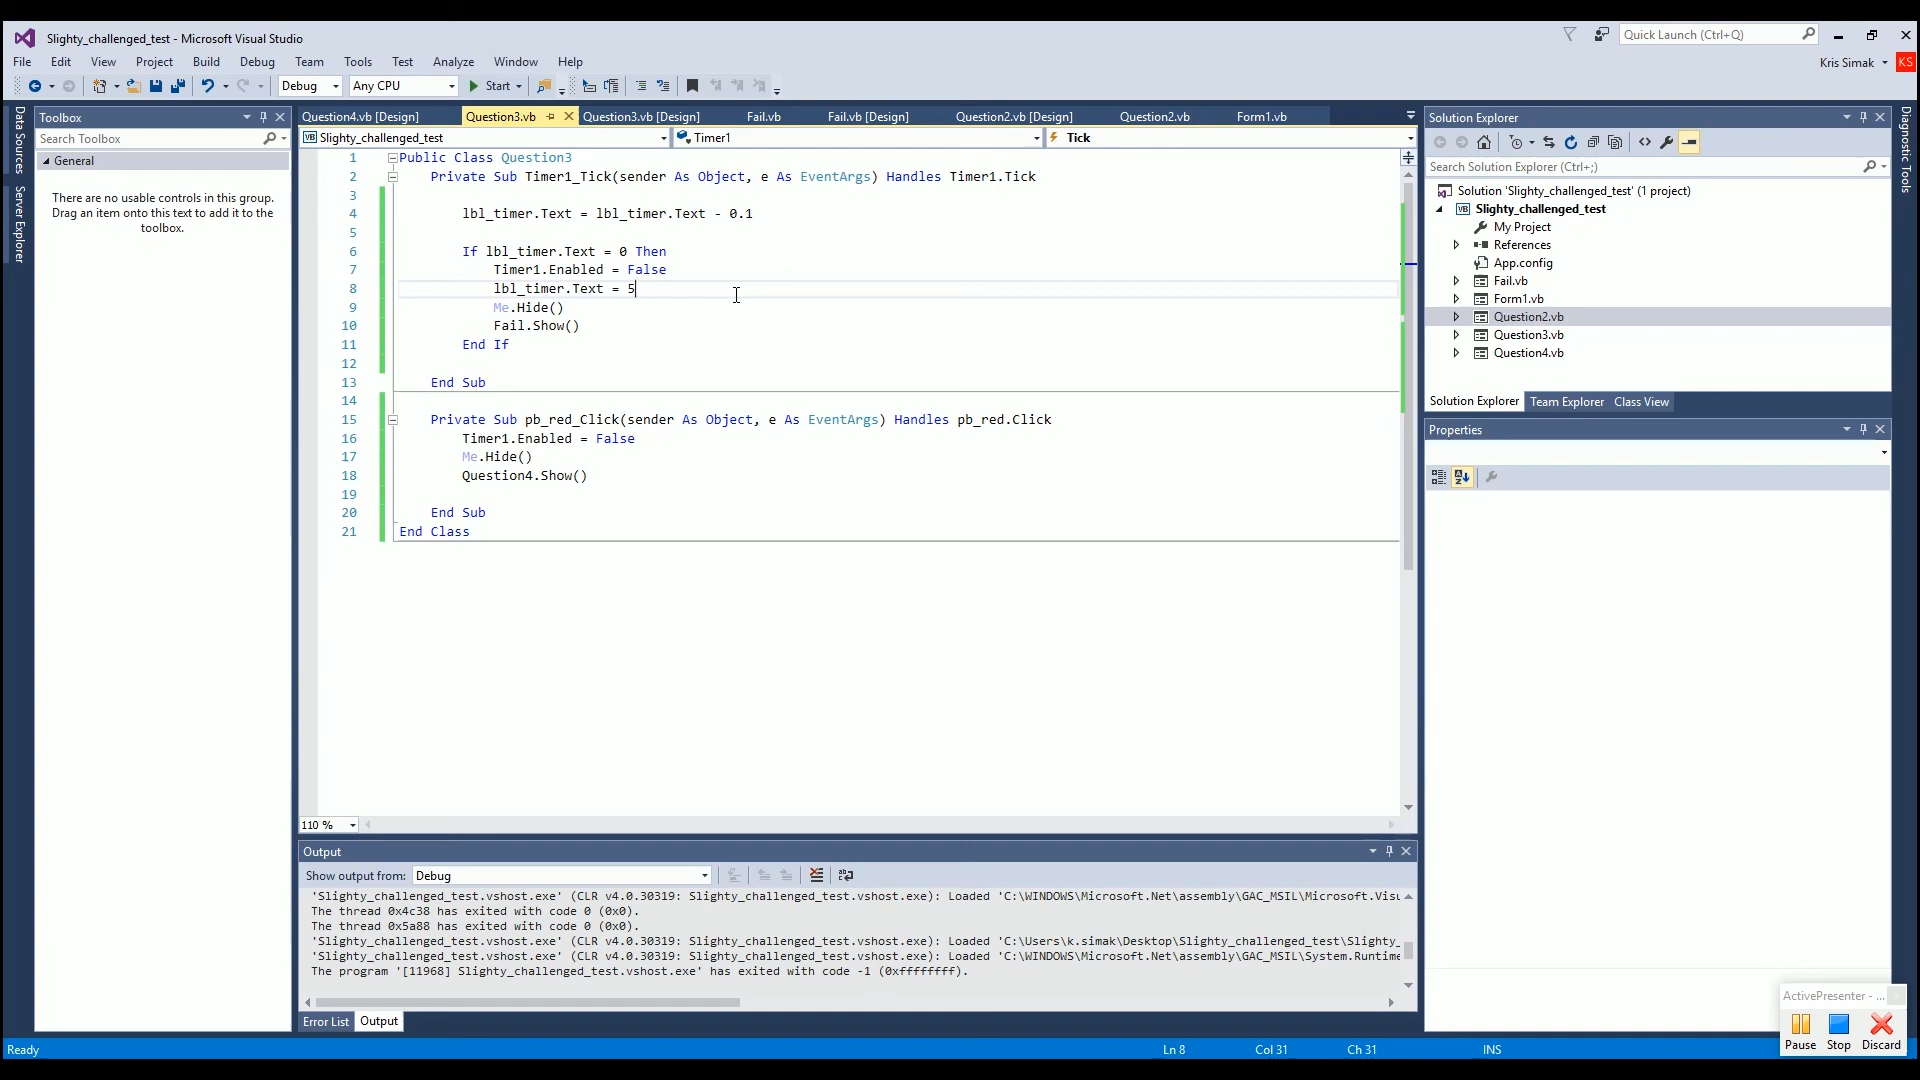 Slighty_challenged_test - Microsoft Visual Studio
Quick Launch (Ctrl+Q)
File Edit View Project Build Debug Team Tools Test Analyze Window Help
Kris Simak KS
Debug Any CPU Start
Data Sources
Server Explorer
Toolbox
Search Toolbox
General
There are no usable controls in this group. Drag an item onto this text to add it to the toolbox.
Question4.vb [Design] Question3.vb Question3.vb [Design] Fail.vb Fail.vb [Design] Question2.vb [Design] Question2.vb Form1.vb
Slighty_challenged_test Timer1 Tick
1 Public Class Question3
2 Private Sub Timer1_Tick(sender As Object, e As EventArgs) Handles Timer1.Tick
3
4 lbl_timer.Text = lbl_timer.Text - 0.1
5
6 If lbl_timer.Text = 0 Then
7 Timer1.Enabled = False
8 lbl_timer.Text = 5
9 Me.Hide()
10 Fail.Show()
11 End If
12
13 End Sub
14
15 Private Sub pb_red_Click(sender As Object, e As EventArgs) Handles pb_red.Click
16 Timer1.Enabled = False
17 Me.Hide()
18 Question4.Show()
19
20 End Sub
21 End Class
110 %
Output
Show output from: Debug
'Slighty_challenged_test.vshost.exe' (CLR v4.0.30319: Slighty_challenged_test.vshost.exe): Loaded 'C:\WINDOWS\Microsoft.Net\assembly\GAC_MSIL\Microsoft.Visu
The thread 0x4c38 has exited with code 0 (0x0).
The thread 0x5a88 has exited with code 0 (0x0).
'Slighty_challenged_test.vshost.exe' (CLR v4.0.30319: Slighty_challenged_test.vshost.exe): Loaded 'C:\Users\k.simak\Desktop\Slighty_challenged_test\Slighty_
'Slighty_challenged_test.vshost.exe' (CLR v4.0.30319: Slighty_challenged_test.vshost.exe): Loaded 'C:\WINDOWS\Microsoft.Net\assembly\GAC_MSIL\System.Runtime
The program '[11968] Slighty_challenged_test.vshost.exe' has exited with code -1 (0xffffffff).
Error List Output
Solution Explorer
Search Solution Explorer (Ctrl+;)
Solution 'Slighty_challenged_test' (1 project)
Slighty_challenged_test
My Project
References
App.config
Fail.vb
Form1.vb
Question2.vb
Question3.vb
Question4.vb
Solution Explorer Team Explorer Class View
Properties
Diagnostic Tools
ActivePresenter - ...
Pause Stop Discard
Ready Ln 8 Col 31 Ch 31 INS